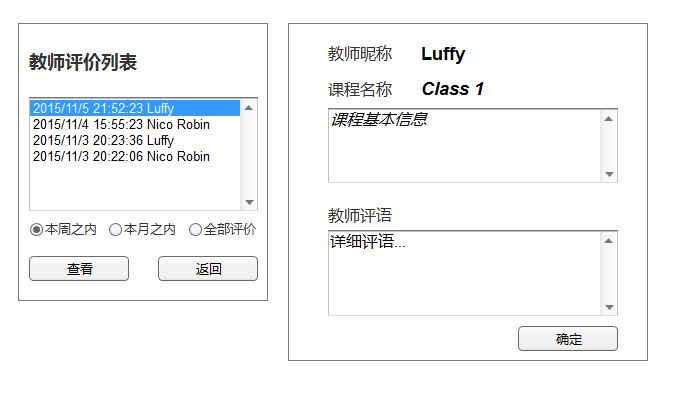 教师评价列表
2015/11/5 21:52:23 Luffy
2015/11/4 15:55:23 Nico Robin
2015/11/3 20:23:36 Luffy
2015/11/3 20:22:06 Nico Robin
本周之内 本月之内 全部评价
查看 返回
教师昵称 Luffy
课程名称 Class 1
课程基本信息
教师评语
详细评语...
确定